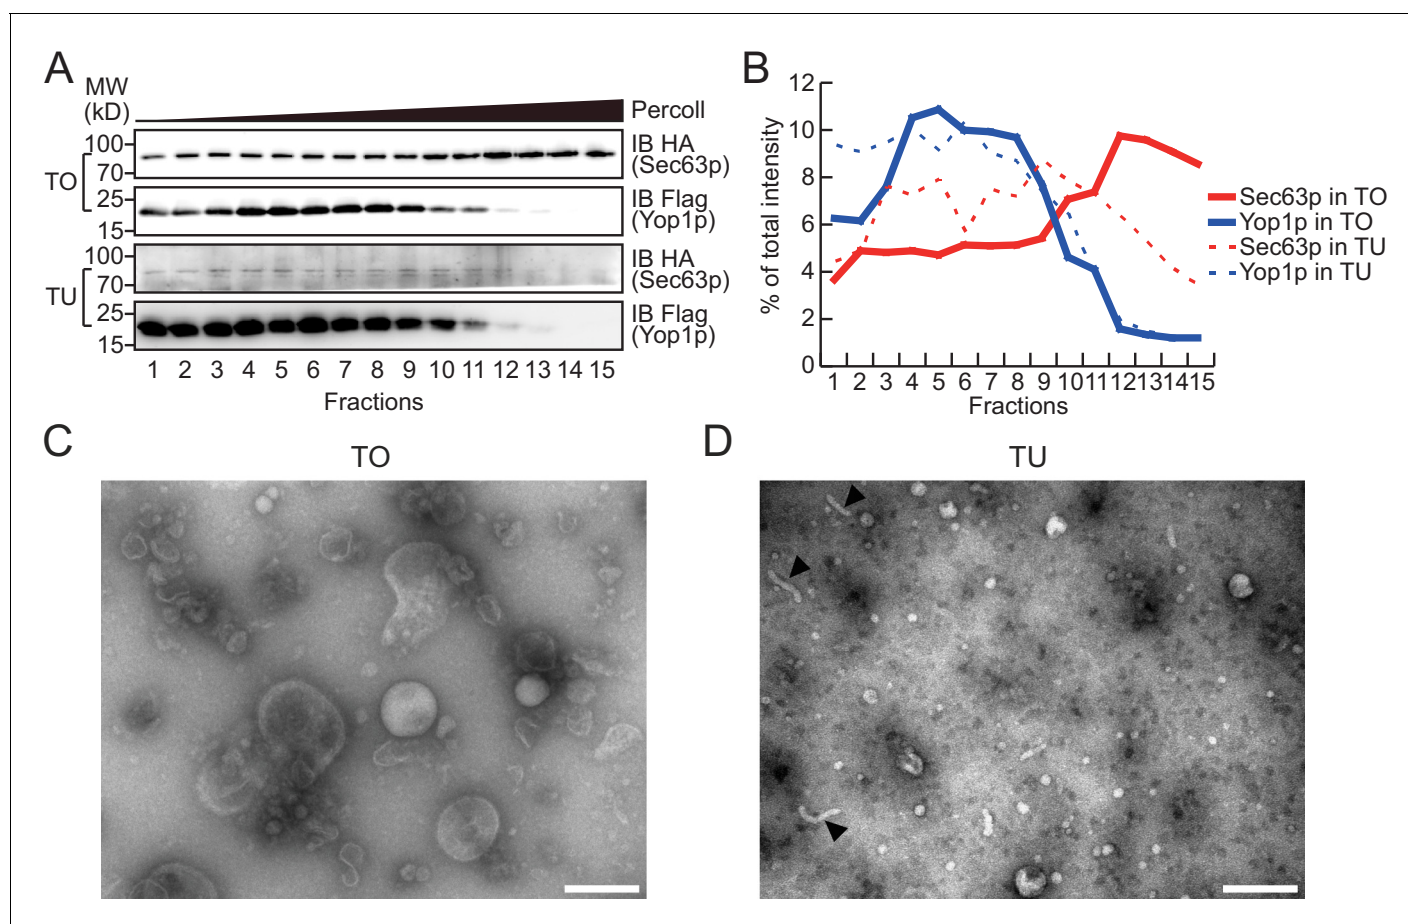 A
MW
(kD)
Percoll
100
70
IB HA
(Sec63p)
TO
25
15
IB Flag
(Yop1p)
100
70
IB HA
(Sec63p)
TU
25
15
IB Flag
(Yop1p)
1 2 3 4 5 6 7 8 9 10 11 12 13 14 15
Fractions
B
% of total intensity
12
10
8
6
4
2
0
1 2 3 4 5 6 7 8 9 10 11 12 13 14 15
Fractions
Sec63p in TO
Yop1p in TO
Sec63p in TU
Yop1p in TU
C
TO
D
TU